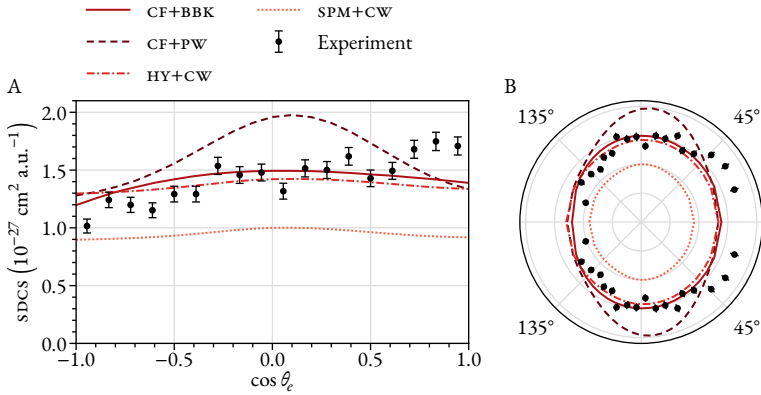 CF+BBK
CF+PW
HY+CW
SPM+CW
Experiment
A
SDCS (10⁻²⁷ cm² a.u.⁻¹)
2.0
1.5
1.0
0.5
0.0
−1.0 −0.5 0.0 0.5 1.0
cos θₑ
B
135° 45°
135° 45°